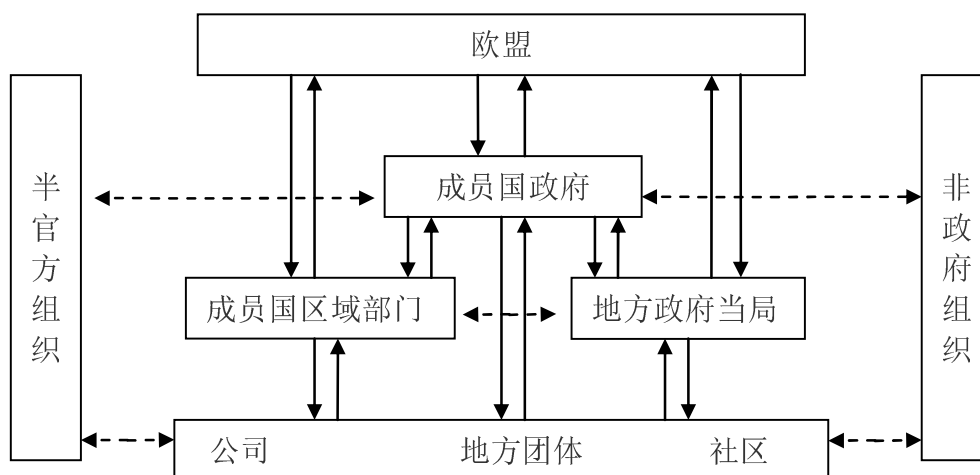 欧盟
半官方组织
成员国政府
非政府组织
成员国区域部门
地方政府当局
公司 地方团体 社区